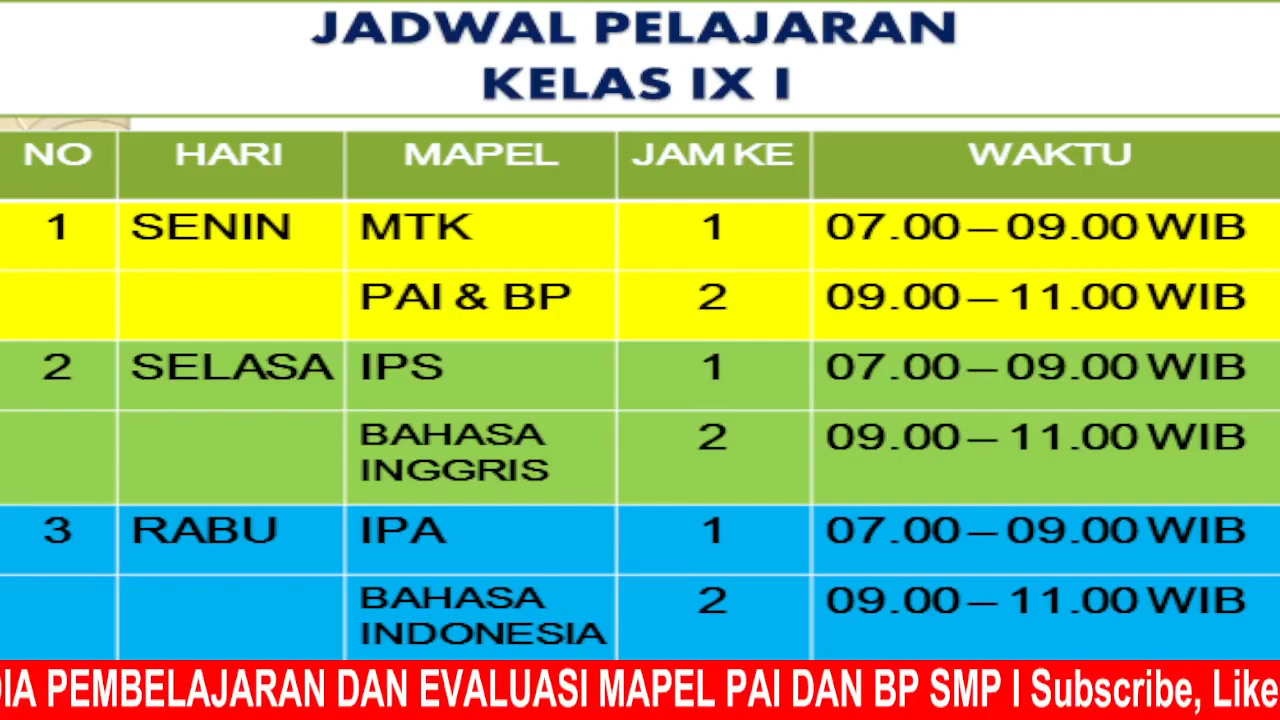 JADWAL PELAJARAN
KELAS IX I
NO HARI MAPEL JAM KE WAKTU
1 SENIN MTK 1 07.00 – 09.00 WIB
PAI & BP 2 09.00 – 11.00 WIB
2 SELASA IPS 1 07.00 – 09.00 WIB
BAHASA INGGRIS 2 09.00 – 11.00 WIB
3 RABU IPA 1 07.00 – 09.00 WIB
BAHASA INDONESIA 2 09.00 – 11.00 WIB
PEMBELAJARAN DAN EVALUASI MAPEL PAI DAN BP SMP I Subscribe, Like